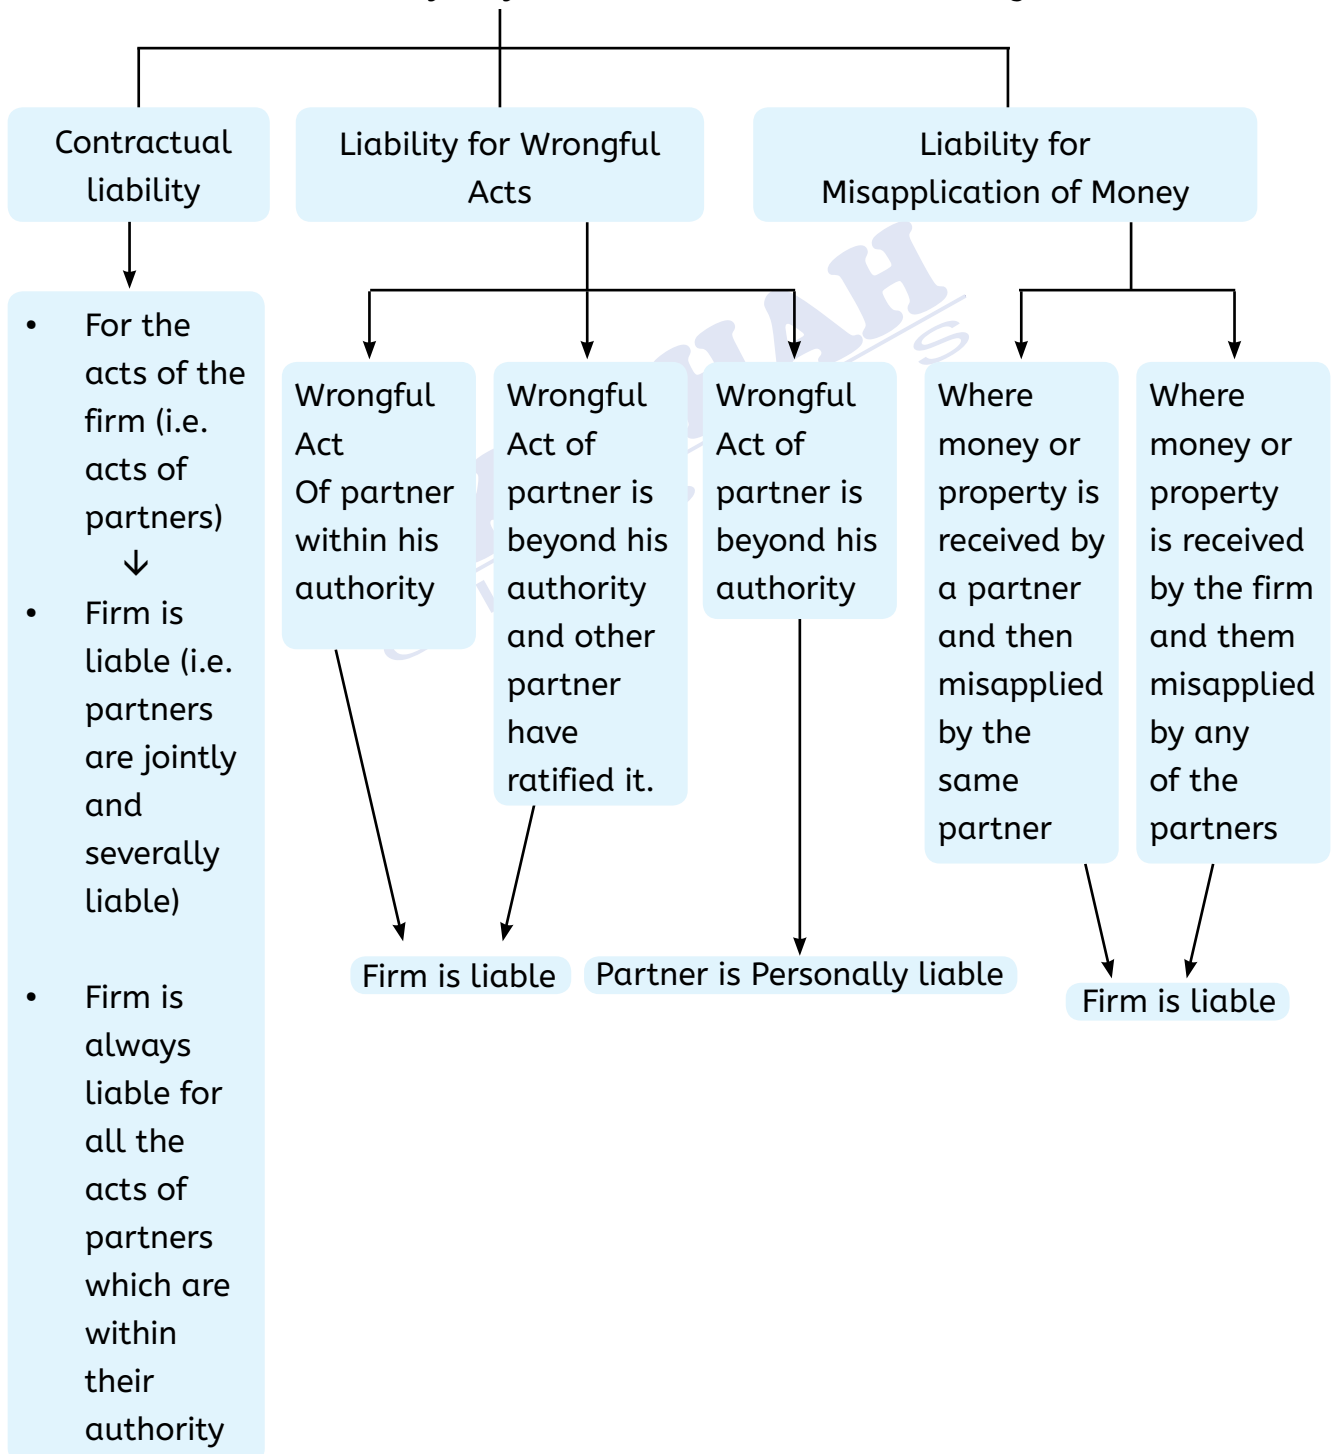 Contractual
liability
Liability for Wrongful
Acts
Liability for
Misapplication of Money
• For the
acts of the
firm (i.e.
acts of
partners)
↓
• Firm is
liable (i.e.
partners
are jointly
and
severally
liable)
• Firm is
always
liable for
all the
acts of
partners
which are
within
their
authority
Wrongful
Act
Of partner
within his
authority
Wrongful
Act of
partner is
beyond his
authority
and other
partner
have
ratified it.
Wrongful
Act of
partner is
beyond his
authority
Where
money or
property is
received by
a partner
and then
misapplied
by the
same
partner
Where
money or
property
is received
by the firm
and them
misapplied
by any
of the
partners
Firm is liable
Partner is Personally liable
Firm is liable